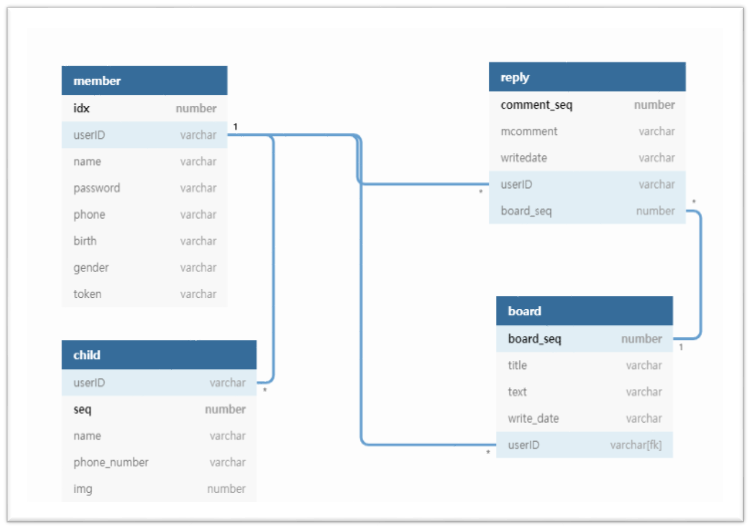 member
idx number
userID varchar
name varchar
password varchar
phone varchar
birth varchar
gender varchar
token varchar
1
child
userID varchar
*
seq number
name varchar
phone_number varchar
img number
reply
comment_seq number
mcomment varchar
writedate varchar
userID varchar
*
board_seq number
*
board
board_seq number
1
title varchar
text varchar
write_date varchar
userID varchar[fk]
*